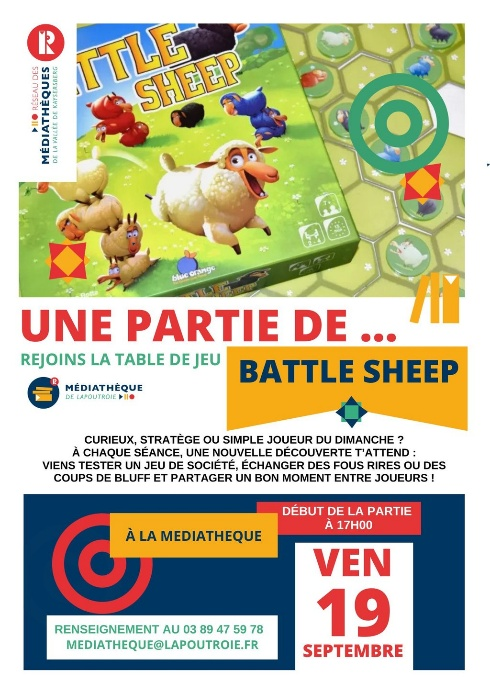 RÉSEAU DES
MÉDIATHÈQUES
DE LA VALLÉE DE KAYSERSBERG
BATTLE
SHEEP
blue orange
UNE PARTIE DE ...
REJOINS LA TABLE DE JEU
BATTLE SHEEP
MÉDIATHÈQUE
DE LAPOUTROIE
CURIEUX, STRATÈGE OU SIMPLE JOUEUR DU DIMANCHE ?
À CHAQUE SÉANCE, UNE NOUVELLE DÉCOUVERTE T'ATTEND :
VIENS TESTER UN JEU DE SOCIÉTÉ, ÉCHANGER DES FOUS RIRES OU DES
COUPS DE BLUFF ET PARTAGER UN BON MOMENT ENTRE JOUEURS !
DÉBUT DE LA PARTIE
À 17H00
À LA MEDIATHEQUE
VEN
19
SEPTEMBRE
RENSEIGNEMENT AU 03 89 47 59 78
MEDIATHEQUE@LAPOUTROIE.FR